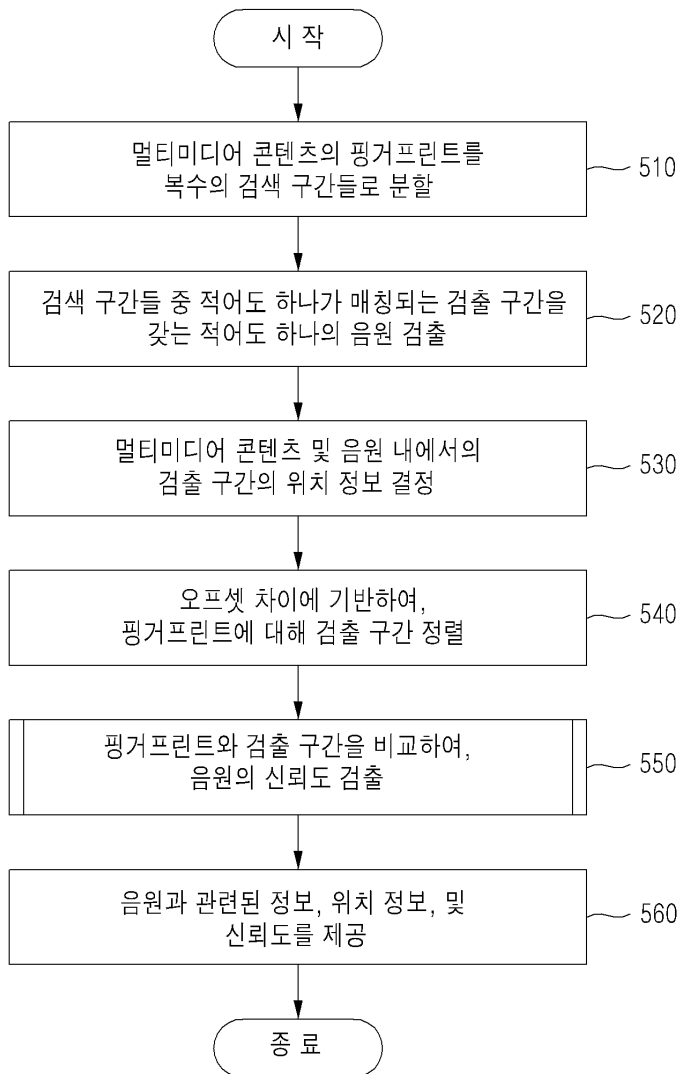 시 작
멀티미디어 콘텐츠의 핑거프린트를
복수의 검색 구간들로 분할
510
검색 구간들 중 적어도 하나가 매칭되는 검출 구간을
갖는 적어도 하나의 음원 검출
520
멀티미디어 콘텐츠 및 음원 내에서의
검출 구간의 위치 정보 결정
530
오프셋 차이에 기반하여,
핑거프린트에 대해 검출 구간 정렬
540
핑거프린트와 검출 구간을 비교하여,
음원의 신뢰도 검출
550
음원과 관련된 정보, 위치 정보, 및
신뢰도를 제공
560
종 료